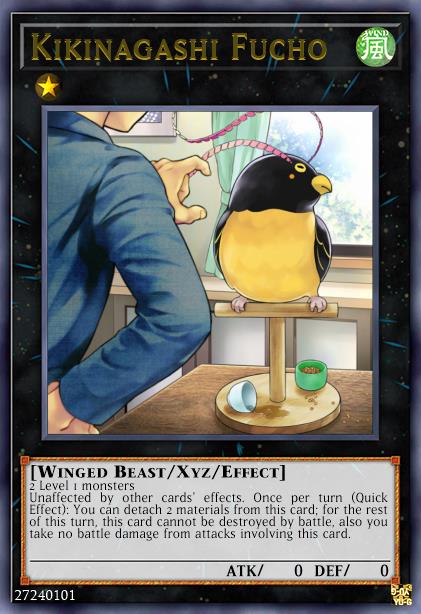 Kikinagashi Fucho
WIND
風
[Winged Beast/Xyz/Effect]
2 Level 1 monsters
Unaffected by other cards' effects. Once per turn (Quick
Effect): You can detach 2 materials from this card; for the rest
of this turn, this card cannot be destroyed by battle, also you
take no battle damage from attacks involving this card.
ATK/ 0 DEF/ 0
27240101